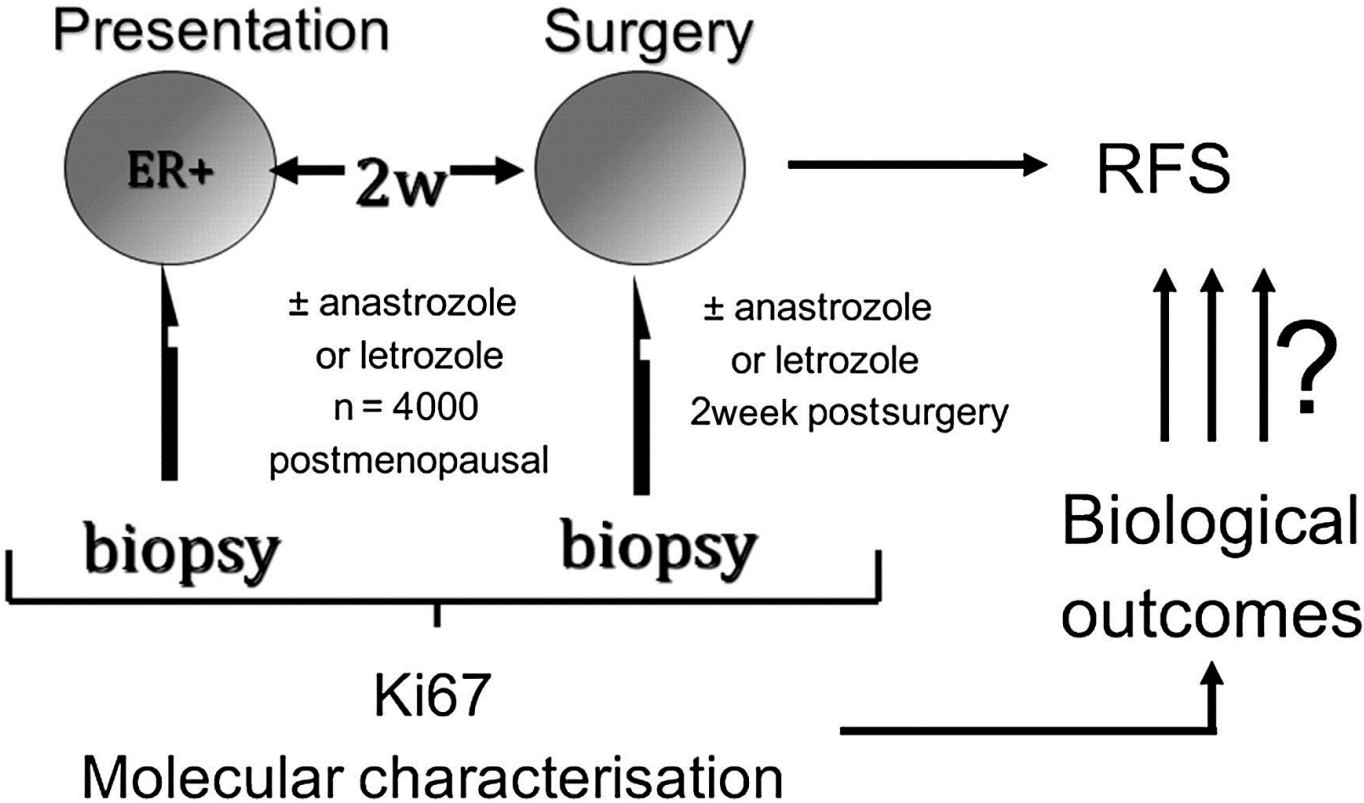 Presentation
Surgery
ER+
2w
RFS
± anastrozole
or letrozole
n = 4000
postmenopausal
± anastrozole
or letrozole
2week postsurgery
?
biopsy
biopsy
Biological
outcomes
Ki67
Molecular characterisation